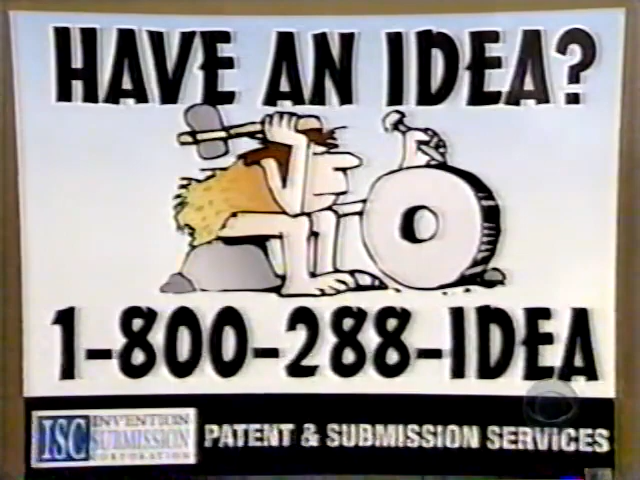 HAVE AN IDEA?
1-800-288-IDEA
ISC INVENTION SUBMISSION CORPORATION
PATENT & SUBMISSION SERVICES